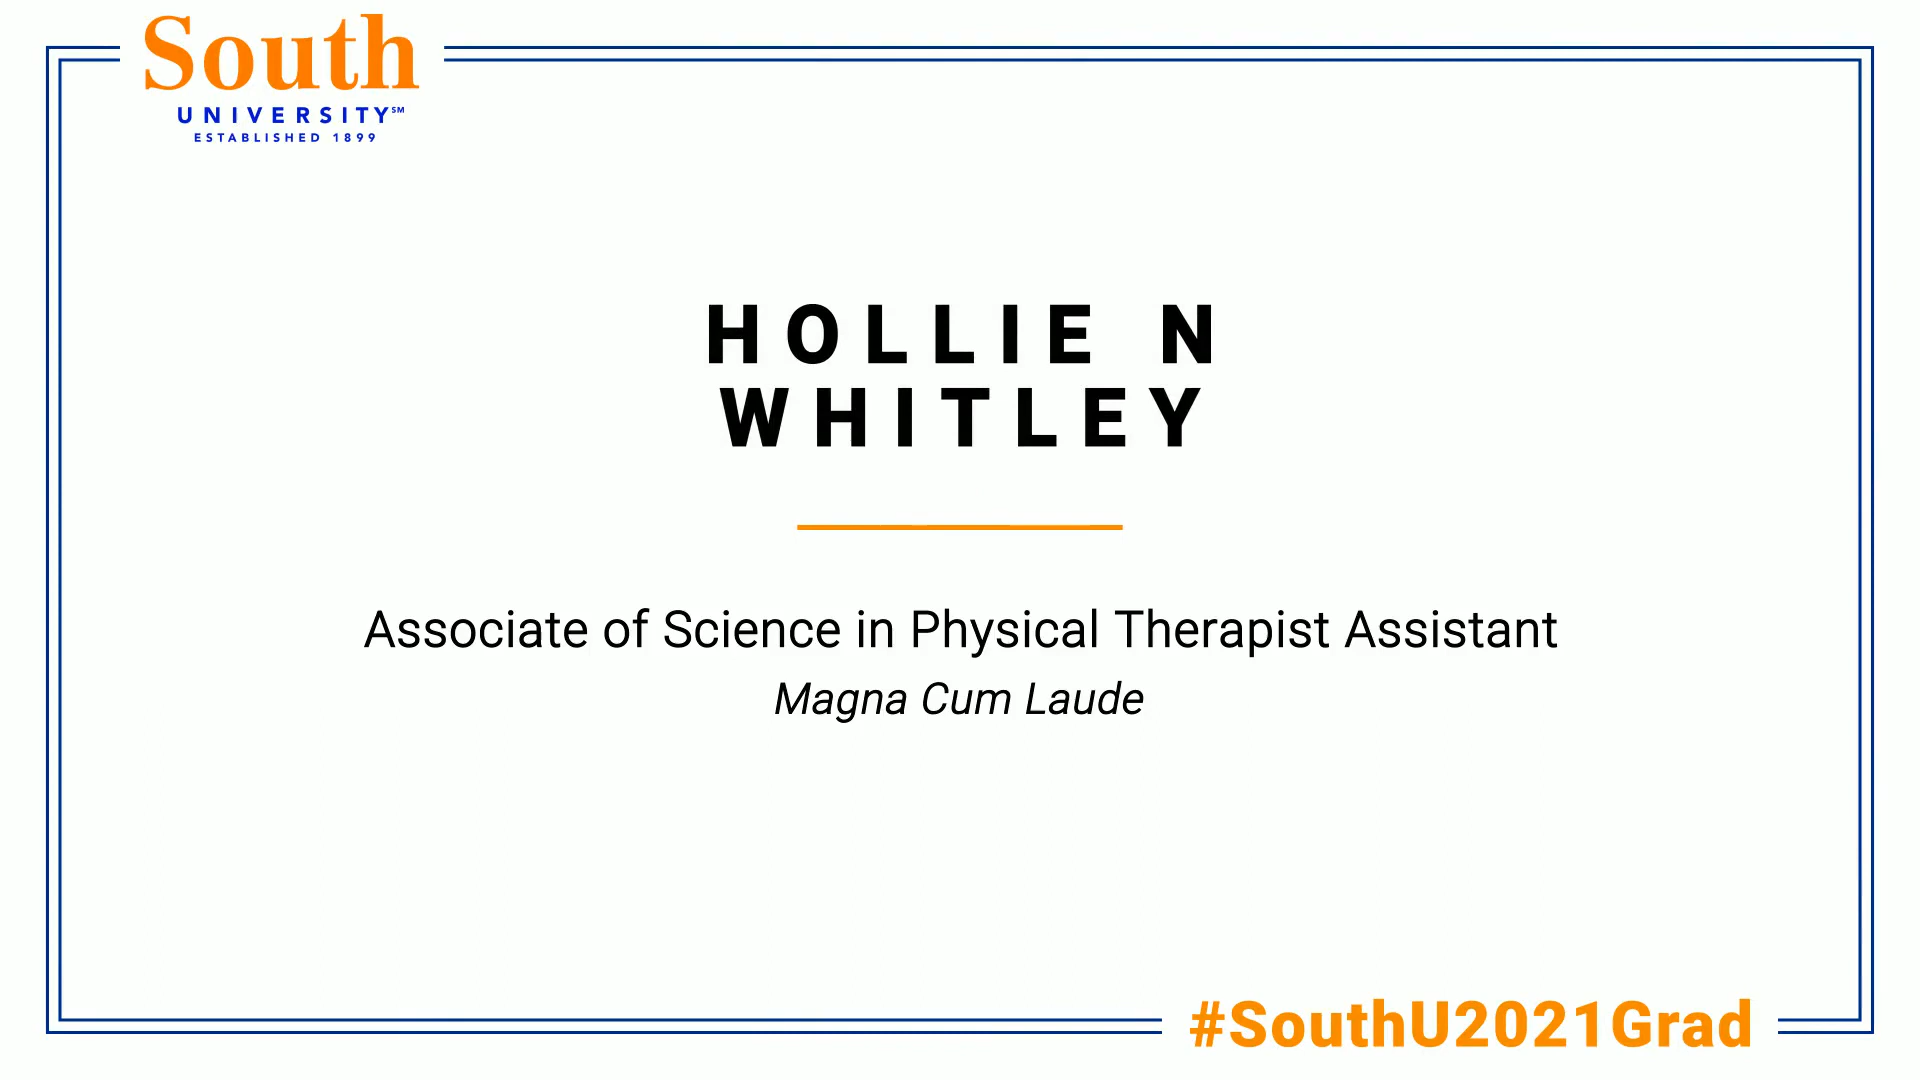 South
UNIVERSITY℠
ESTABLISHED 1899
HOLLIE N
WHITLEY
Associate of Science in Physical Therapist Assistant
Magna Cum Laude
#SouthU2021Grad